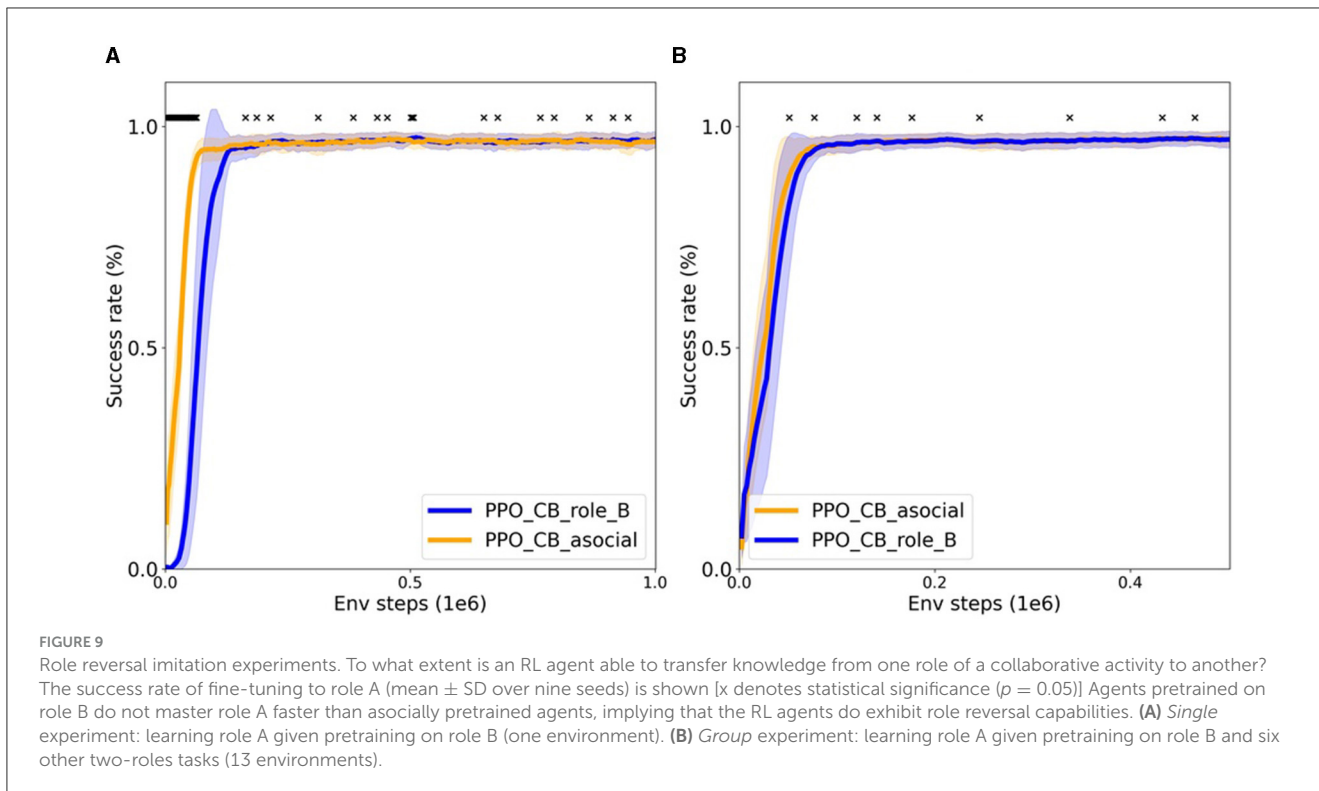 A
B
1.0
0.5
0.0
Success rate (%)
PPO_CB_role_B
PPO_CB_asocial
0.0
0.5
1.0
Env steps (1e6)
1.0
0.5
0.0
Success rate (%)
PPO_CB_asocial
PPO_CB_role_B
0.0
0.2
0.4
Env steps (1e6)
FIGURE 9
Role reversal imitation experiments. To what extent is an RL agent able to transfer knowledge from one role of a collaborative activity to another?
The success rate of fine-tuning to role A (mean ± SD over nine seeds) is shown [x denotes statistical significance (p = 0.05)] Agents pretrained on
role B do not master role A faster than asocially pretrained agents, implying that the RL agents do exhibit role reversal capabilities. (A) Single
experiment: learning role A given pretraining on role B (one environment). (B) Group experiment: learning role A given pretraining on role B and six
other two-roles tasks (13 environments).